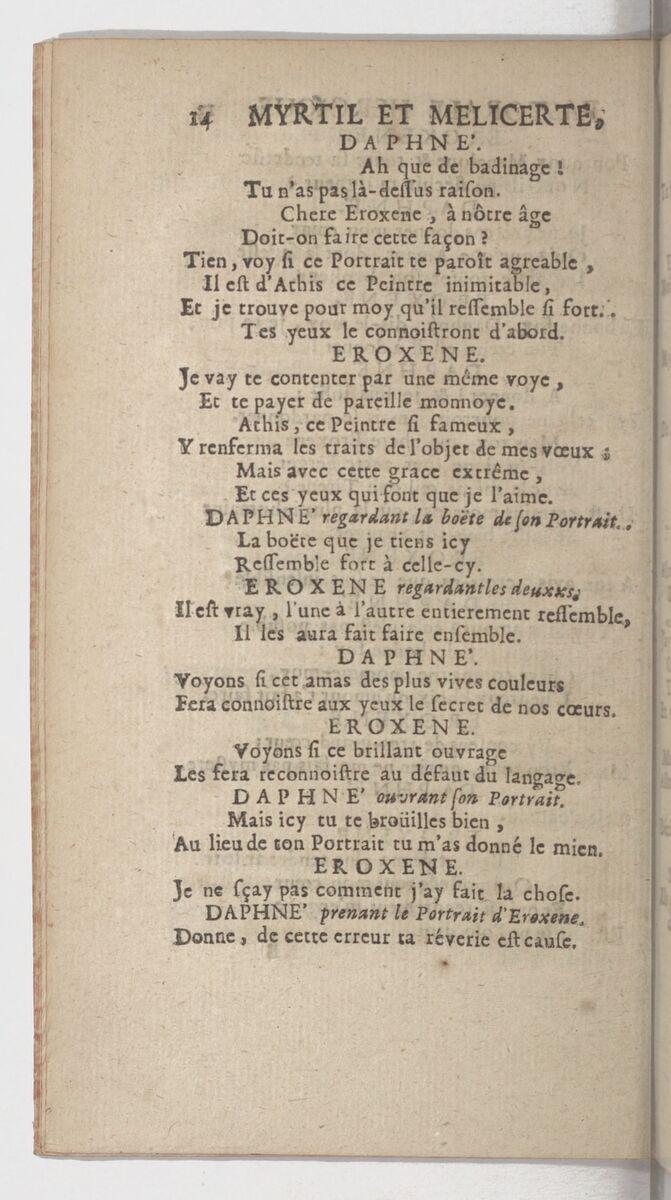 14 MYRTIL ET MELICERTE,
DAPHNE'.
Ah que de badinage !
Tu n'as pas là-deſſus raiſon.
Chere Eroxene, à nôtre âge
Doit-on faire cette façon ?
Tien, voy ſi ce Portrait te paroît agreable,
Il eſt d'Athis ce Peintre inimitable,
Et je trouve pour moy qu'il reſſemble ſi fort.
Tes yeux le connoiſtront d'abord.
EROXENE.
Je vay te contenter par une même voye,
Et te payer de pareille monnoye.
Athis, ce Peintre ſi fameux,
Y renferma les traits de l'objet de mes vœux ;
Mais avec cette grace extrême,
Et ces yeux qui font que je l'aime.
DAPHNE' regardant la boëte de ſon Portrait.
La boëte que je tiens icy
Reſſemble fort à celle-cy.
EROXENE regardantles deuxxs.
Il eſt vray, l'une à l'autre entierement reſſemble,
Il les aura fait faire enſemble.
DAPHNE'.
Voyons ſi cet amas des plus vives couleurs
Fera connoiſtre aux yeux le ſecret de nos cœurs.
EROXENE.
Voyons ſi ce brillant ouvrage
Les fera reconnoiſtre au défaut du langage.
DAPHNE' ouvrant ſon Portrait.
Mais icy tu te broüilles bien,
Au lieu de ton Portrait tu m'as donné le mien.
EROXENE.
Je ne ſçay pas comment j'ay fait la choſe.
DAPHNE' prenant le Portrait d'Eroxene.
Donne, de cette erreur ta réverie eſt cauſe.